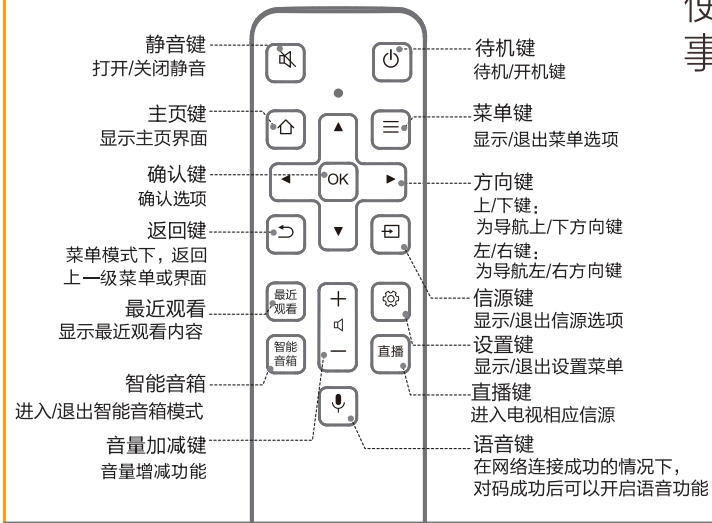 使
事
静音键
打开/关闭静音
主页键
显示主页界面
确认键
确认选项
返回键
菜单模式下，返回
上一级菜单或界面
最近观看
显示最近观看内容
智能音箱
进入/退出智能音箱模式
音量加减键
音量增减功能
OK
最近
观看
智能
音箱
直播
待机键
待机/开机键
菜单键
显示/退出菜单选项
方向键
上/下键：
为导航上/下方向键
左/右键：
为导航左/右方向键
信源键
显示/退出信源选项
设置键
显示/退出设置菜单
直播键
进入电视相应信源
语音键
在网络连接成功的情况下，
对码成功后可以开启语音功能